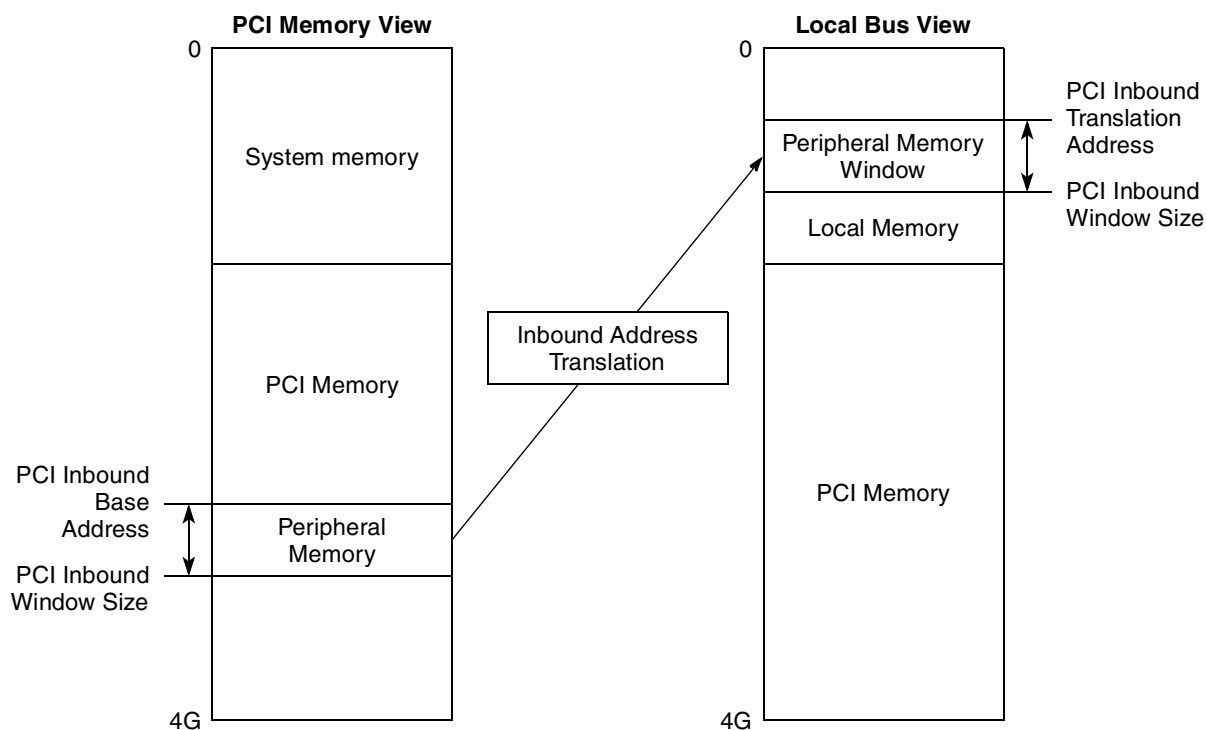 PCI Memory View
0
System memory
PCI Memory
PCI Inbound
Base
Address
Peripheral
Memory
PCI Inbound
Window Size
4G
Inbound Address
Translation
Local Bus View
0
PCI Inbound
Translation
Address
Peripheral Memory
Window
PCI Inbound
Window Size
Local Memory
PCI Memory
4G